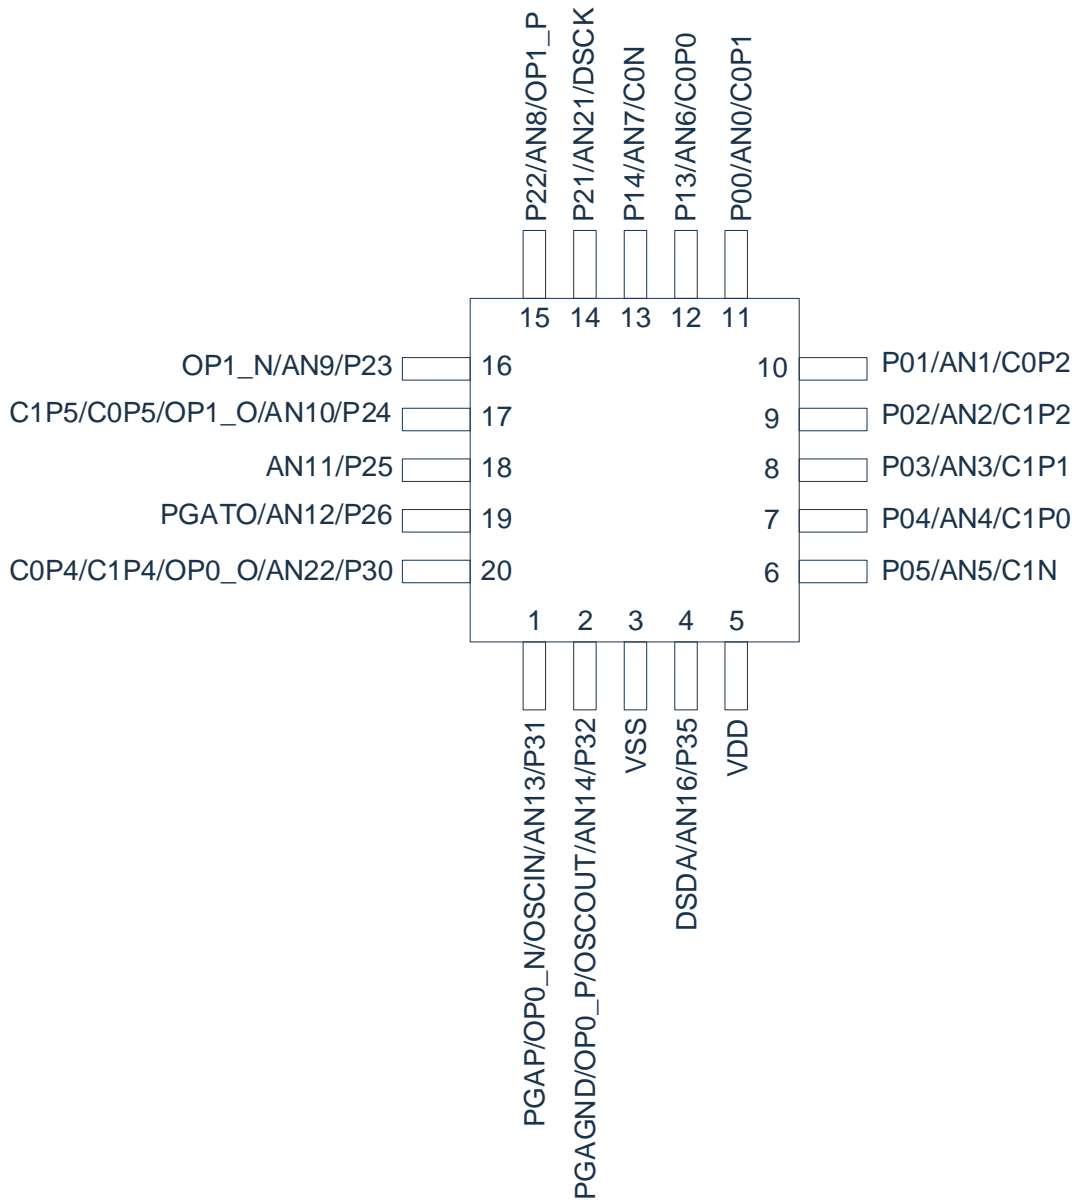 P22/AN8/OP1_P
P21/AN21/DSCK
P14/AN7/C0N
P13/AN6/C0P0
P00/AN0/C0P1
15
14
13
12
11
OP1_N/AN9/P23
16
10
P01/AN1/C0P2
C1P5/C0P5/OP1_O/AN10/P24
17
9
P02/AN2/C1P2
AN11/P25
18
8
P03/AN3/C1P1
PGATO/AN12/P26
19
7
P04/AN4/C1P0
C0P4/C1P4/OP0_O/AN22/P30
20
6
P05/AN5/C1N
1
2
3
4
5
PGAP/OP0_N/OSCIN/AN13/P31
PGAGND/OP0_P/OSCOUT/AN14/P32
VSS
DSDA/AN16/P35
VDD